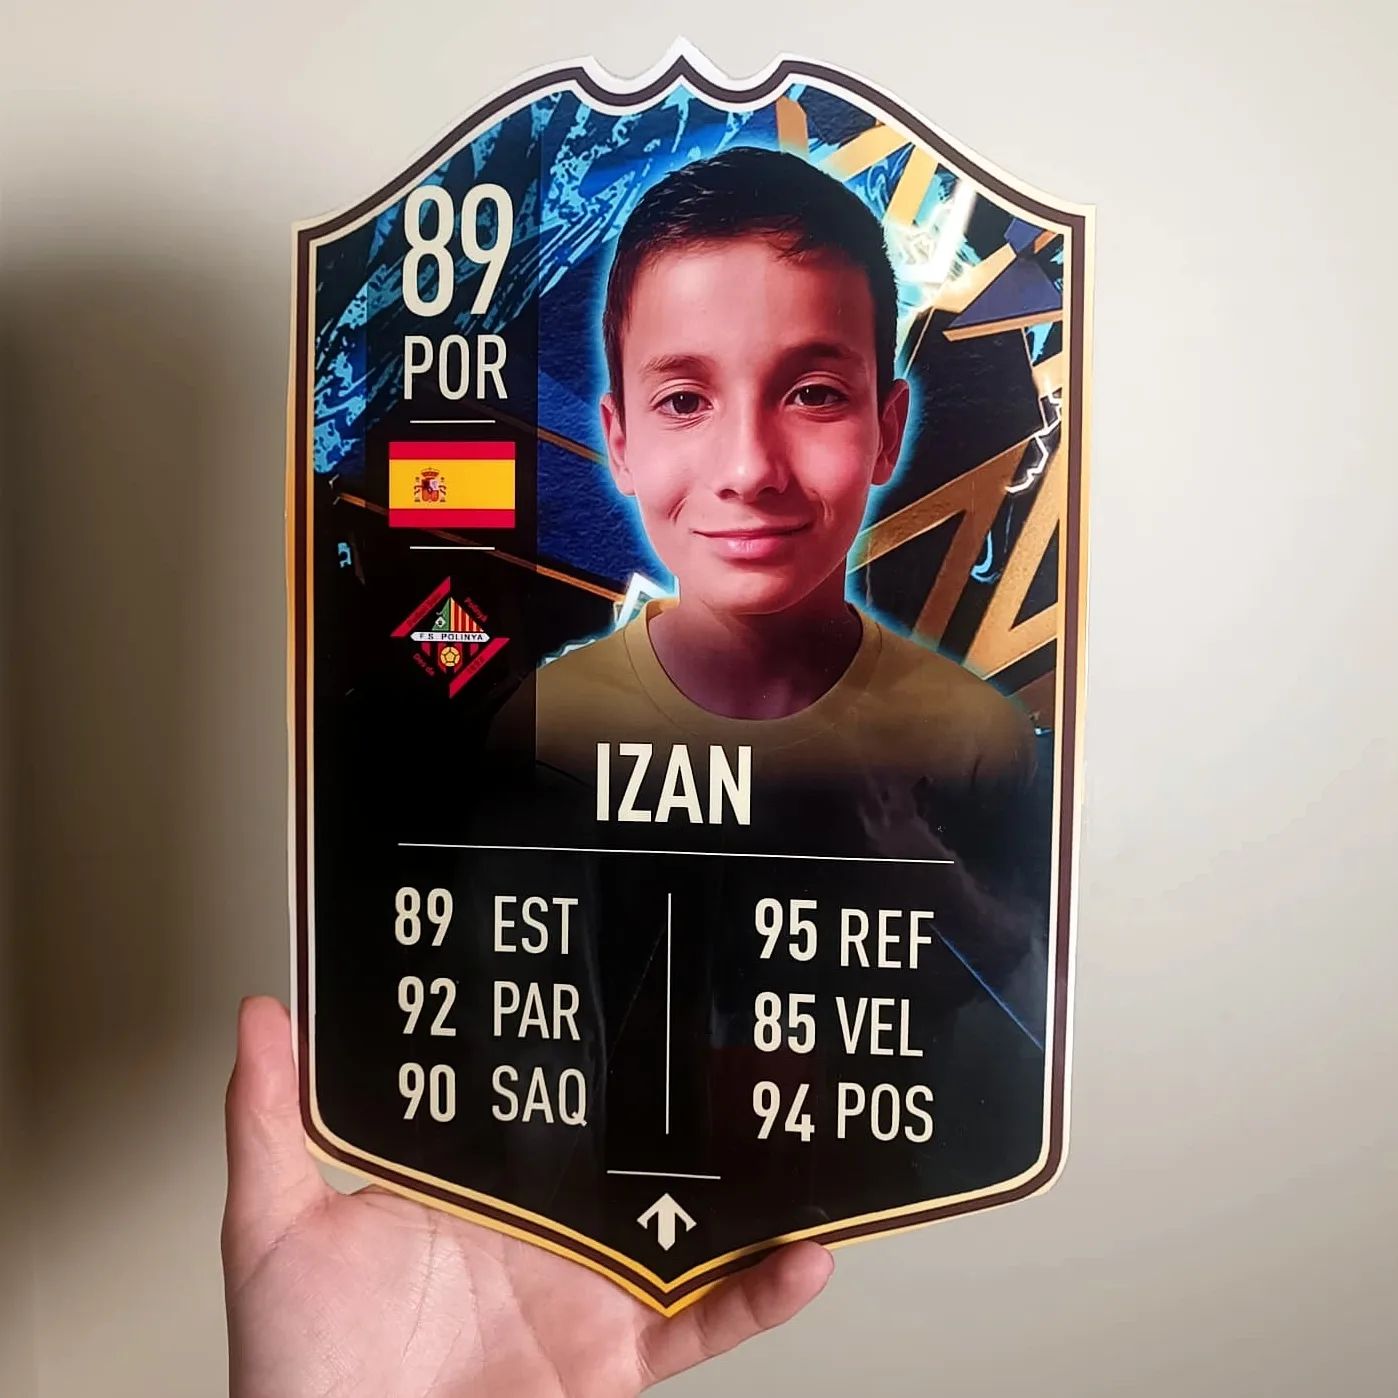 89
POR
F.S. POLINYA
IZAN
89 EST
92 PAR
90 SAQ
95 REF
85 VEL
94 POS